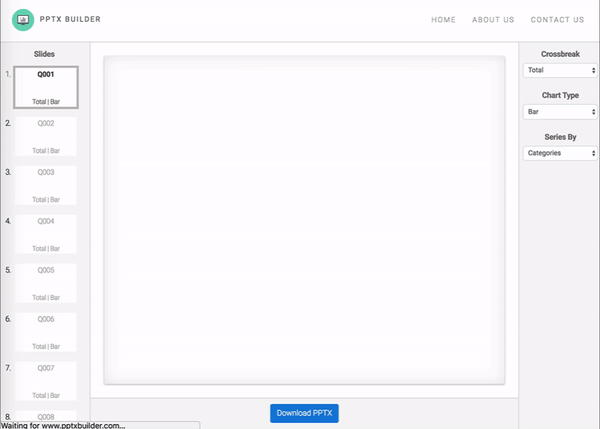 PPTX BUILDER
HOME ABOUT US CONTACT US
Slides
1. Q001
Total | Bar
2. Q002
Total | Bar
3. Q003
Total | Bar
4. Q004
Total | Bar
5. Q005
Total | Bar
6. Q006
Total | Bar
7. Q007
Total | Bar
8. Q008
Crossbreak
Total
Chart Type
Bar
Series By
Categories
Download PPTX
Waiting for www.pptxbuilder.com...